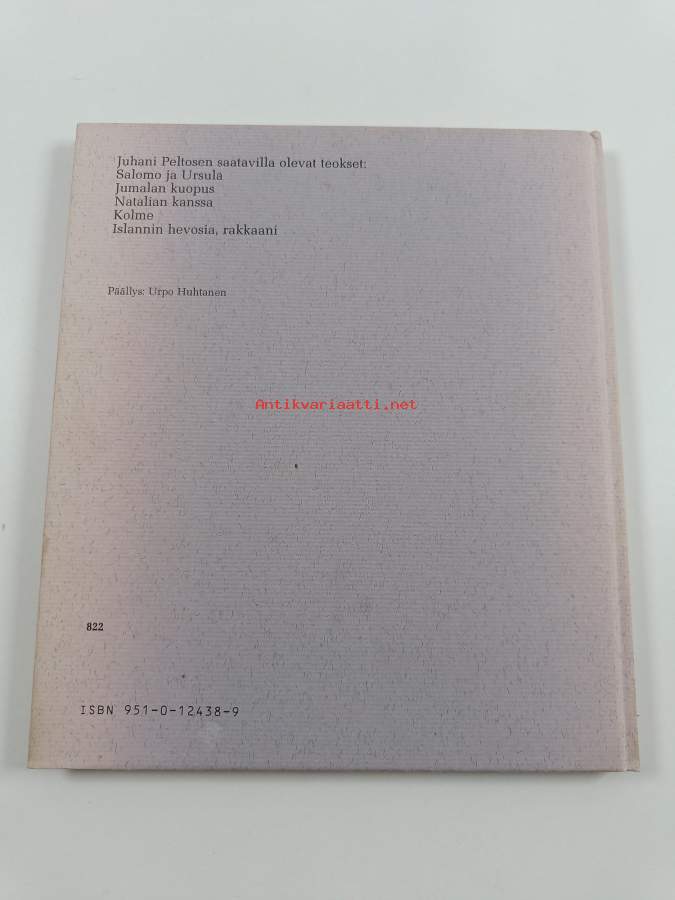 Juhani Peltosen saatavilla olevat teokset:
Salomo ja Ursula
Jumalan kuopus
Natalian kanssa
Kolme
Islannin hevosia, rakkaani
Päällys: Urpo Huhtanen
Antikvariaatti.net
822
ISBN 951-0-12438-9